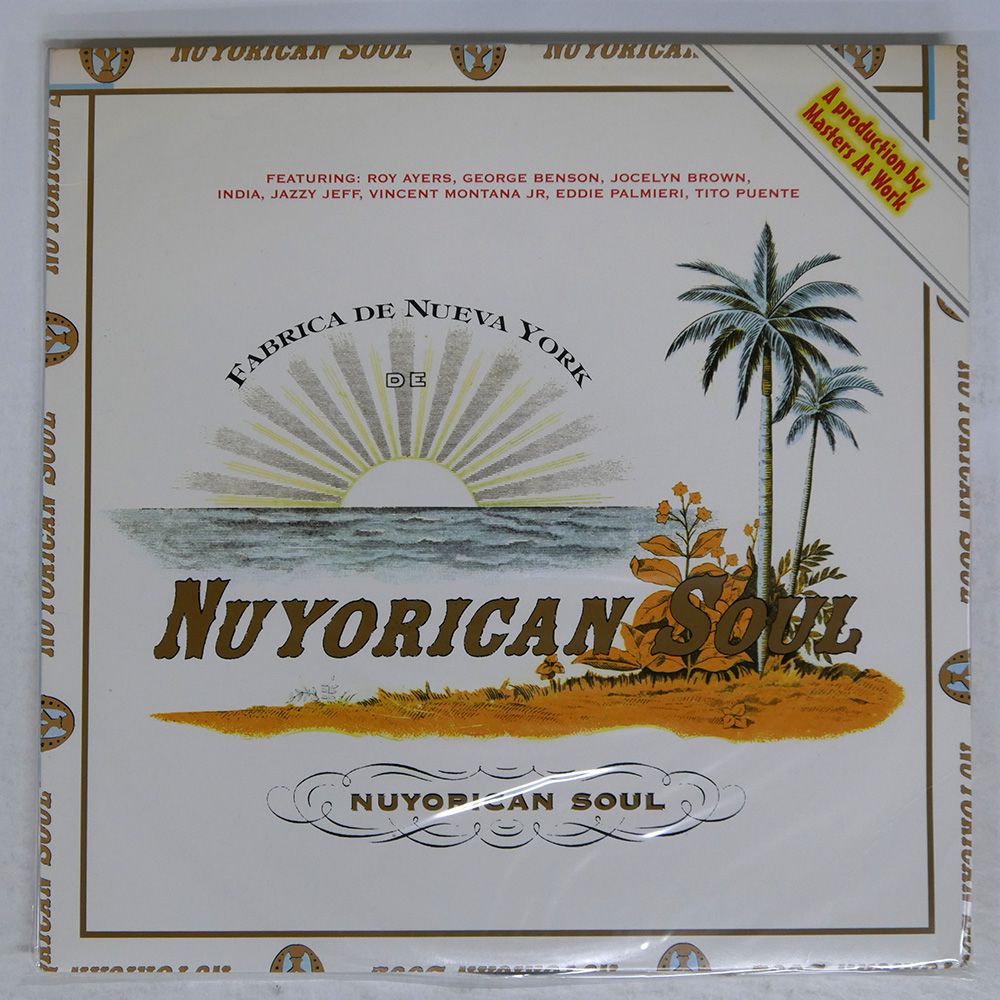 NUYORICAN SOUL
NUYORICA
A production by
Masters At Work
FEATURING: ROY AYERS, GEORGE BENSON, JOCELYN BROWN,
INDIA, JAZZY JEFF, VINCENT MONTANA JR, EDDIE PALMIERI, TITO PUENTE
FABRICA DE NUEVA YORK
DE
NUYORICAN SOUL
NUYORICAN SOUL
NUYORICAN SOUL
NUYORICAN SOUL